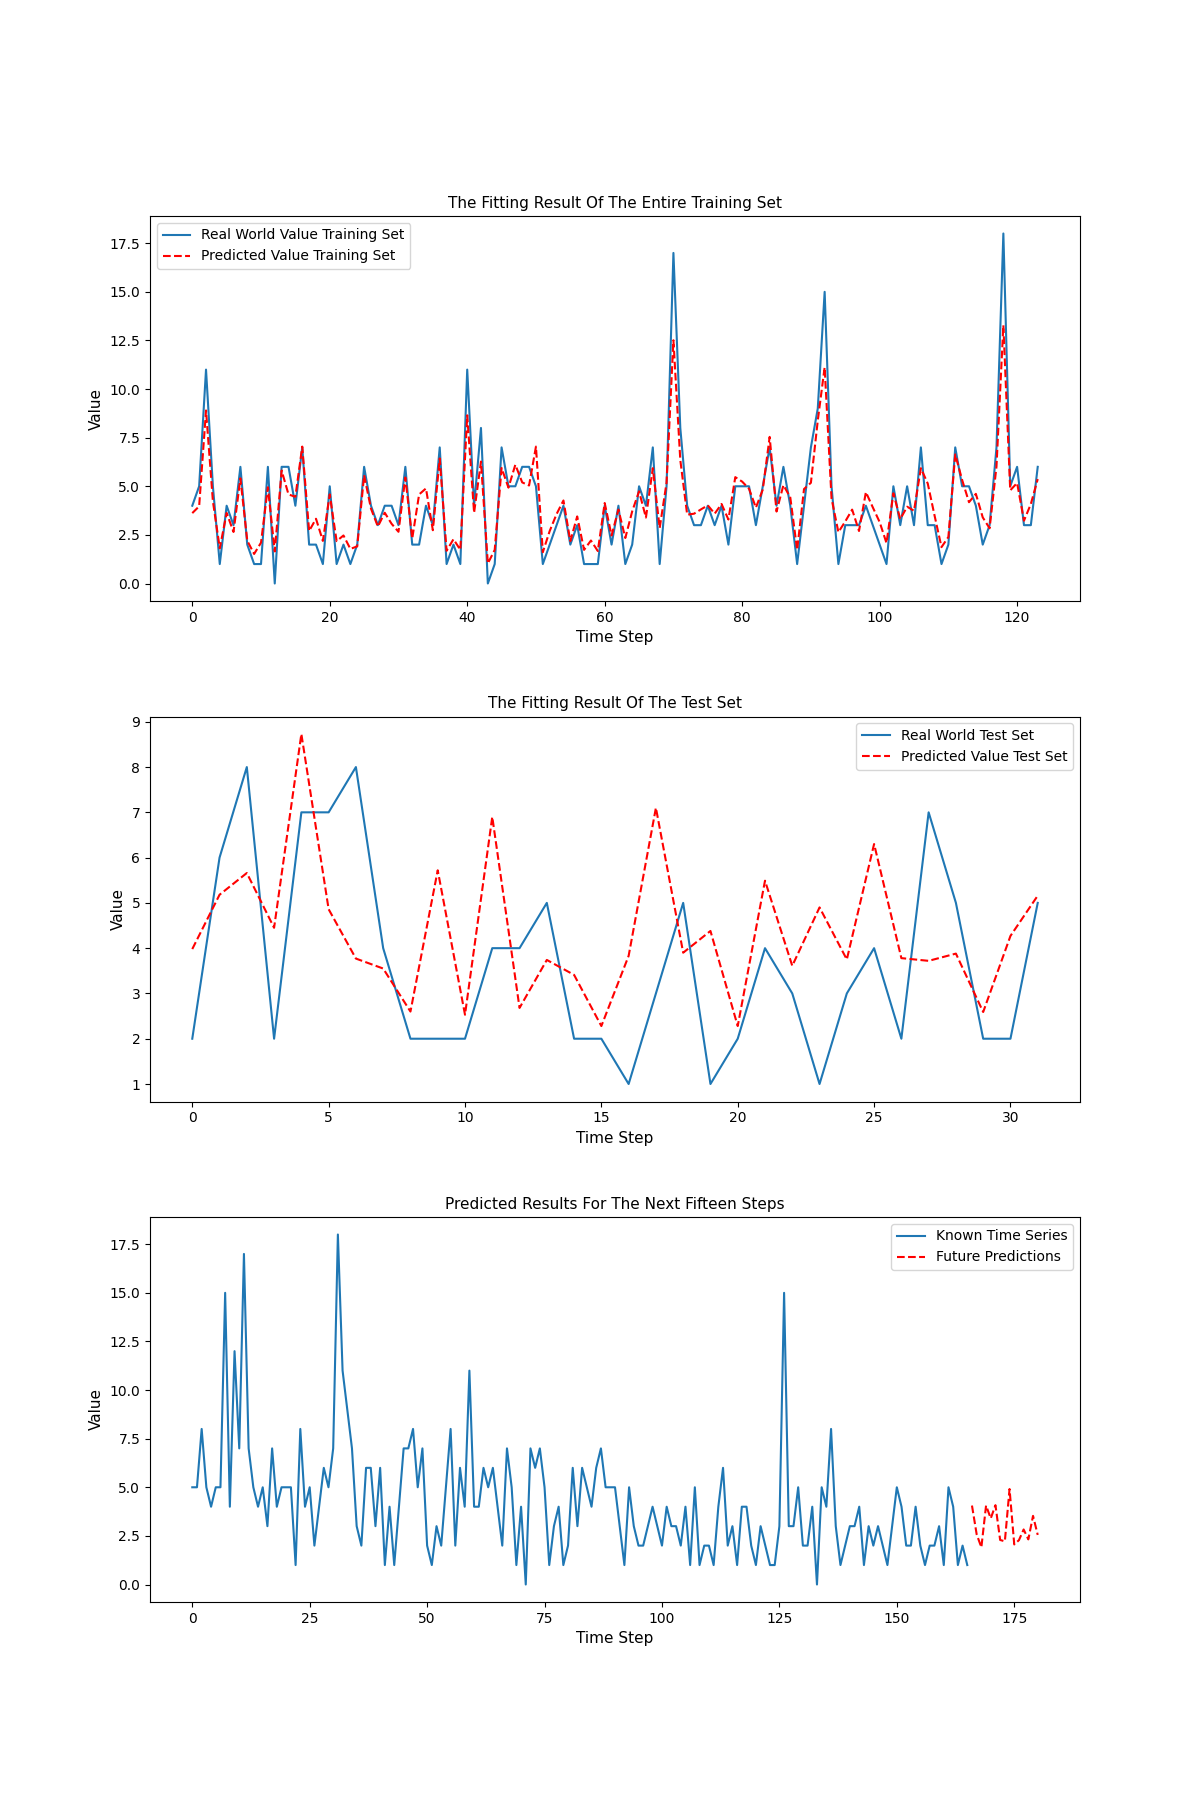 The Fitting Result Of The Entire Training Set
Real World Value Training Set
Predicted Value Training Set
17.5
15.0
12.5
10.0
7.5
5.0
2.5
0.0
Value
0 20 40 60 80 100 120
Time Step
The Fitting Result Of The Test Set
Real World Test Set
Predicted Value Test Set
9
8
7
6
5
4
3
2
1
Value
0 5 10 15 20 25 30
Time Step
Predicted Results For The Next Fifteen Steps
Known Time Series
Future Predictions
17.5
15.0
12.5
10.0
7.5
5.0
2.5
0.0
Value
0 25 50 75 100 125 150 175
Time Step